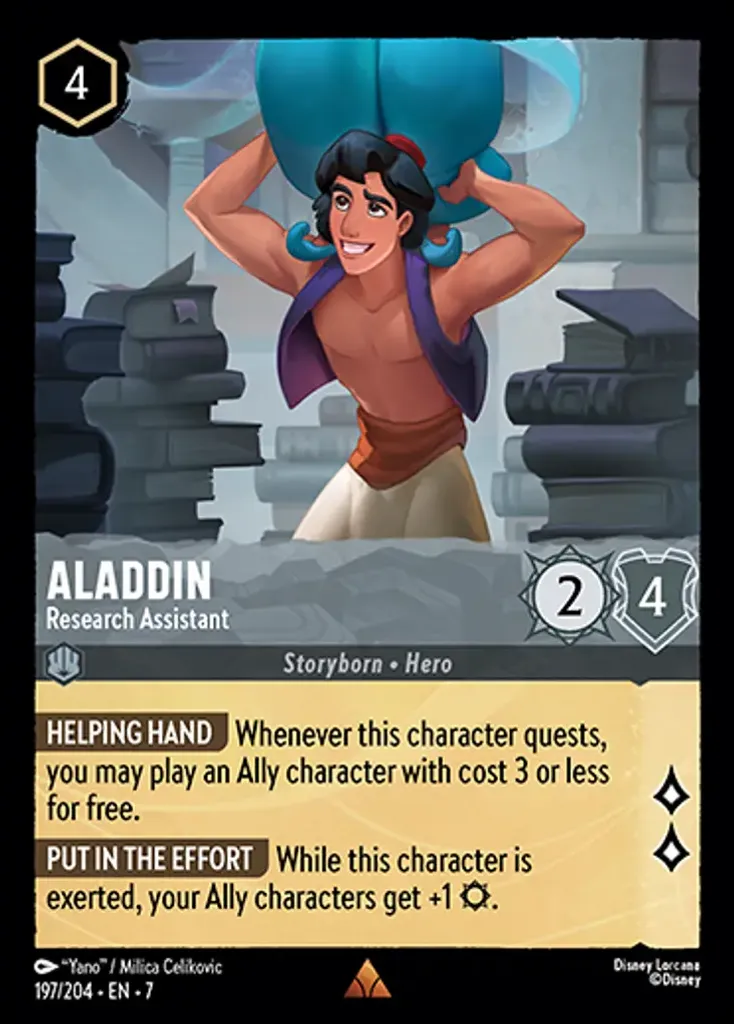 4
ALADDIN
Research Assistant
2
4
Storyborn • Hero
HELPING HAND Whenever this character quests,
you may play an Ally character with cost 3 or less
for free.
PUT IN THE EFFORT While this character is
exerted, your Ally characters get +1 .
"Yano" / Milica Celikovic
Disney Lorcana
197/204 • EN • 7
©Disney